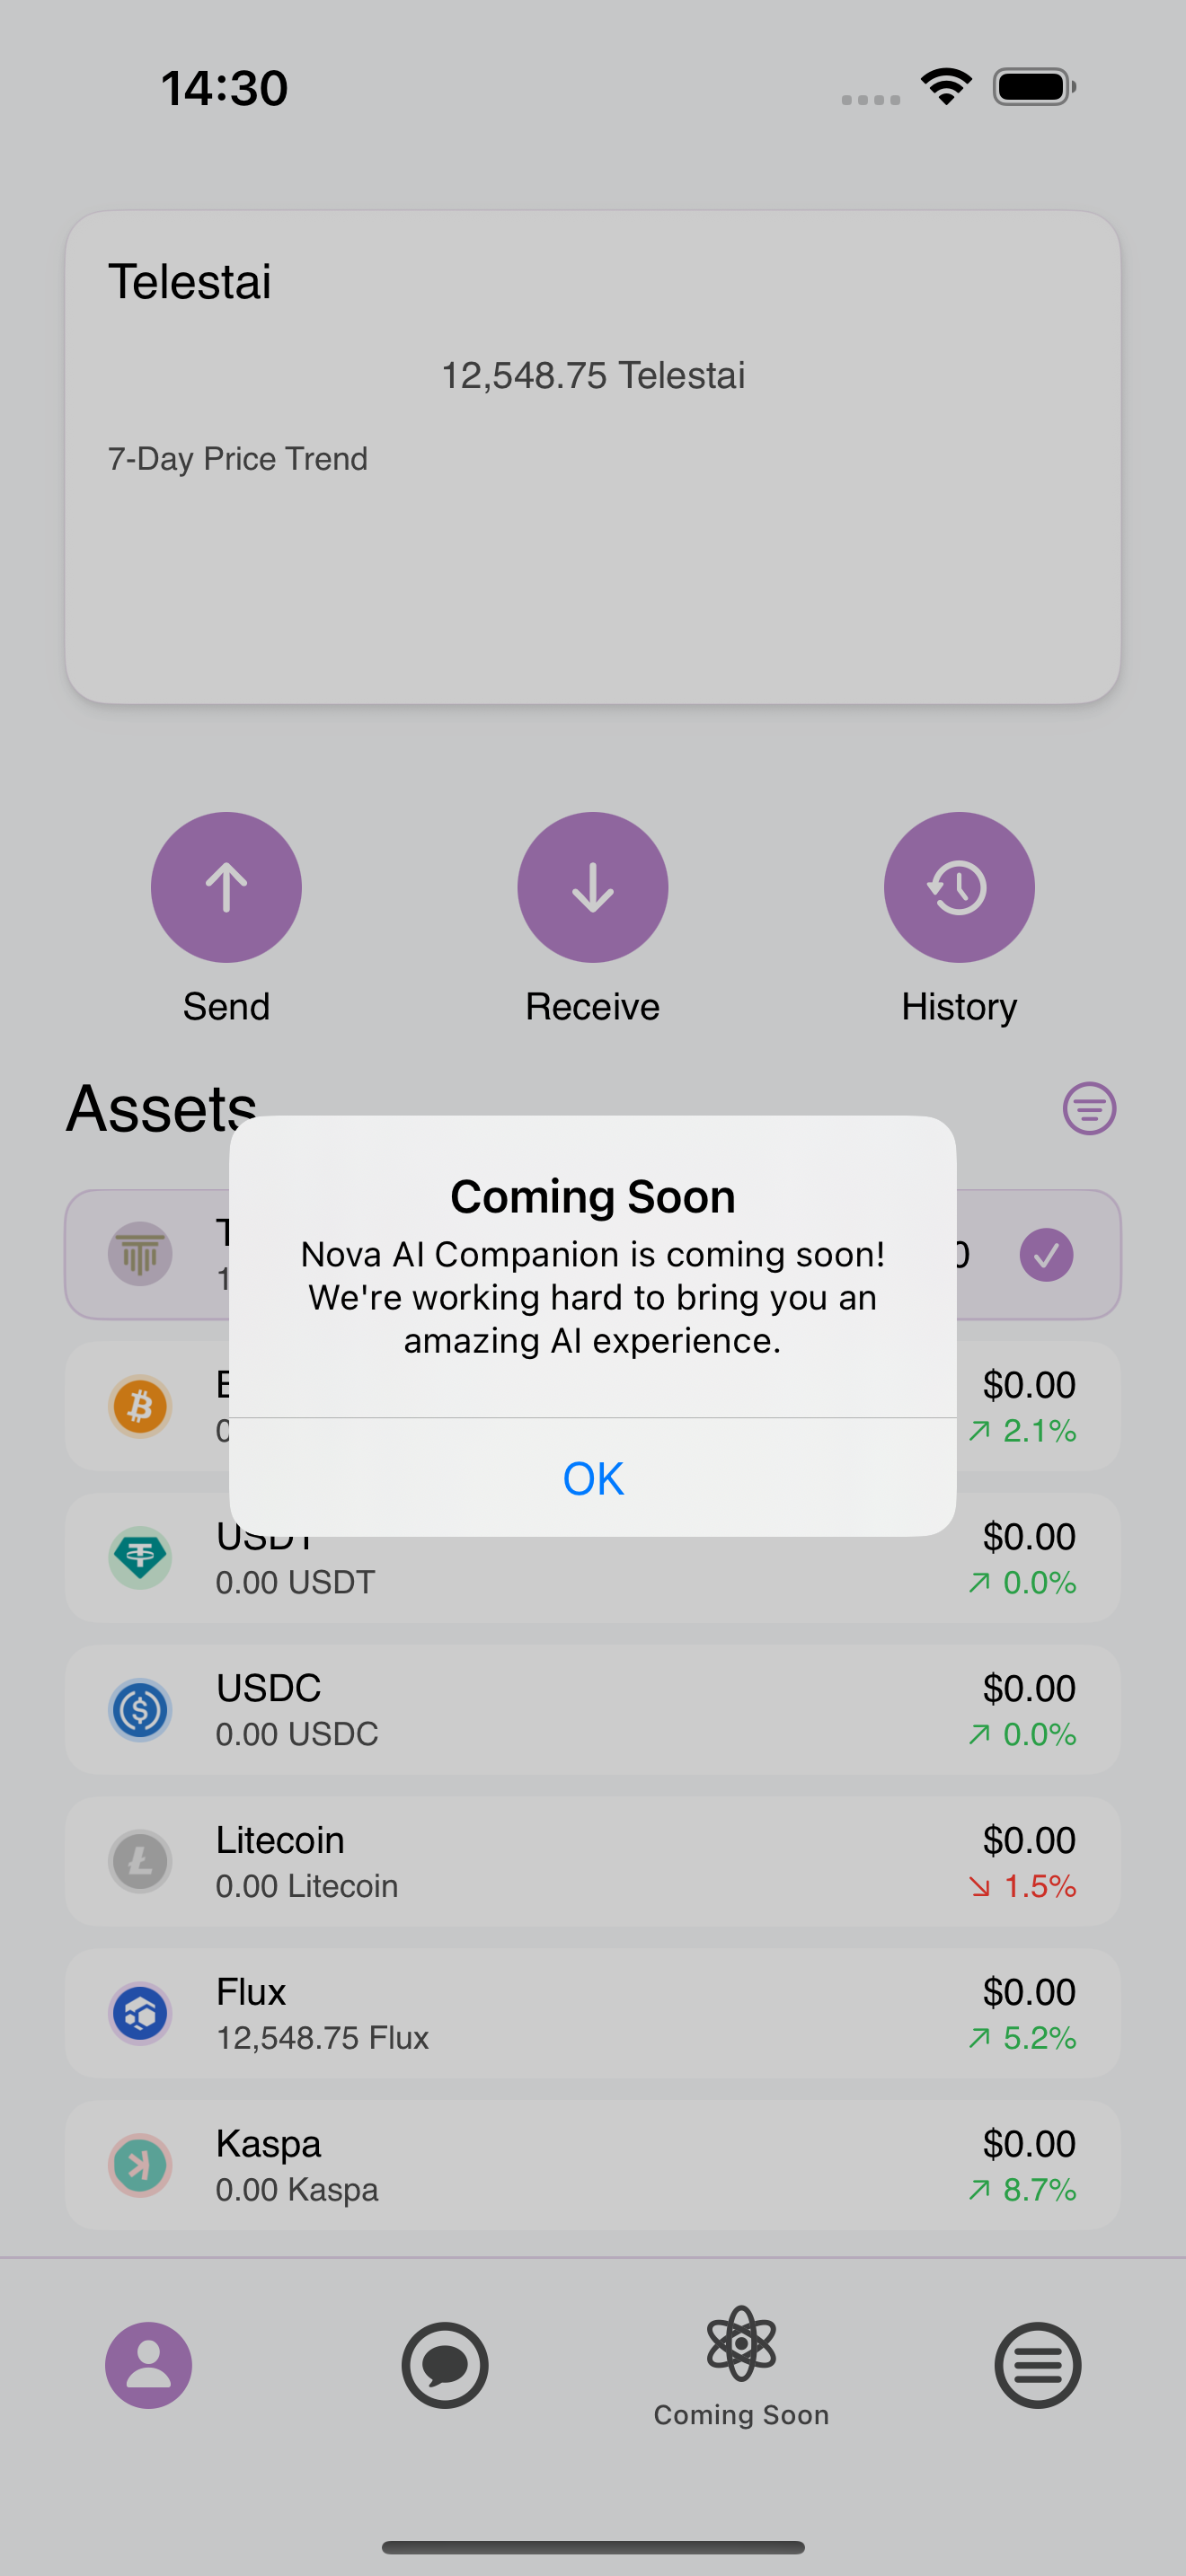 14:30
Telestai
12,548.75 Telestai
7-Day Price Trend
Send
Receive
History
Assets
Coming Soon
Nova AI Companion is coming soon!
We're working hard to bring you an
amazing AI experience.
OK
$0.00
2.1%
USDT
$0.00
0.00 USDT
0.0%
USDC
$0.00
0.00 USDC
0.0%
Litecoin
$0.00
0.00 Litecoin
1.5%
Flux
$0.00
12,548.75 Flux
5.2%
Kaspa
$0.00
0.00 Kaspa
8.7%
Coming Soon